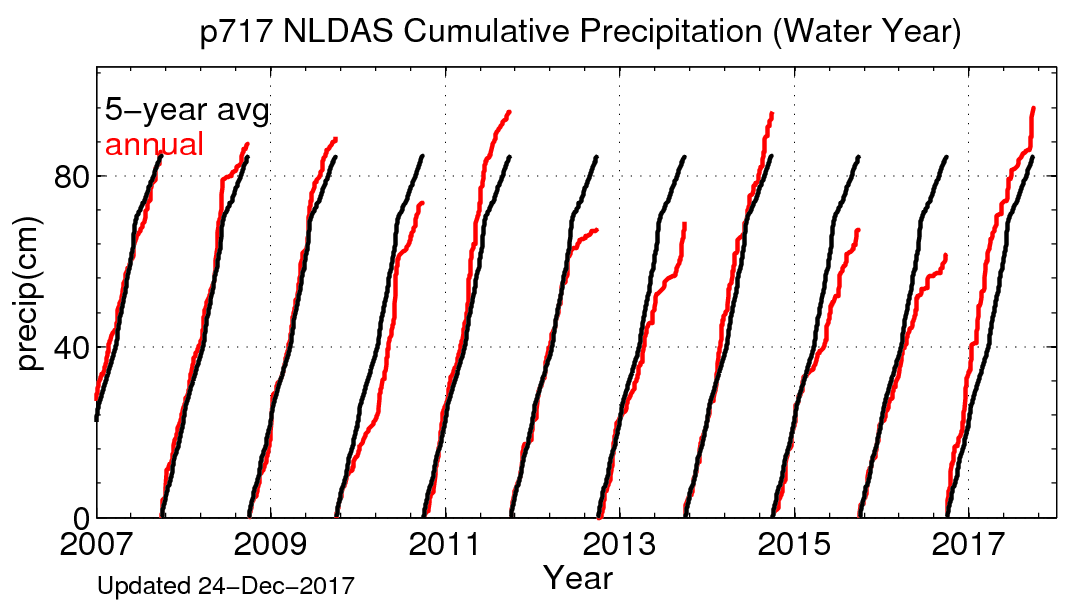 p717 NLDAS Cumulative Precipitation (Water Year)
5−year avg
annual
80
40
0
precip(cm)
2007 2009 2011 2013 2015 2017
Year
Updated 24−Dec−2017